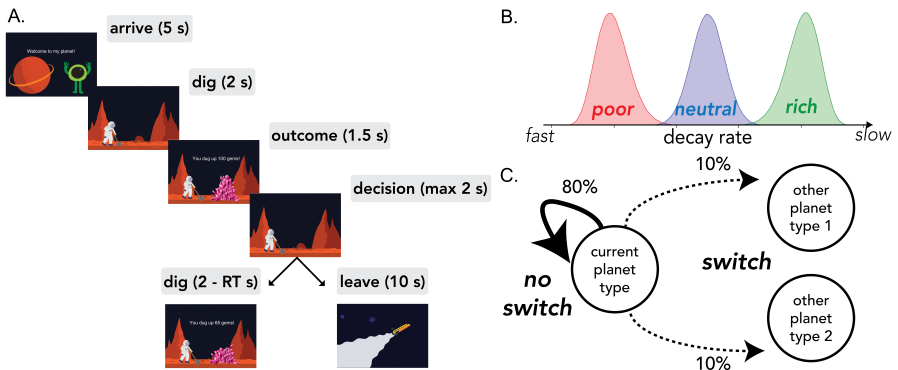 A.
arrive (5 s)
Welcome to my planet!
dig (2 s)
outcome (1.5 s)
You dug up 100 gems!
decision (max 2 s)
dig (2 - RT s)
leave (10 s)
You dug up 65 gems!
B.
poor
neutral
rich
fast
decay rate
slow
C.
80%
10%
other
planet
type 1
current
planet
type
no
switch
switch
other
planet
type 2
10%